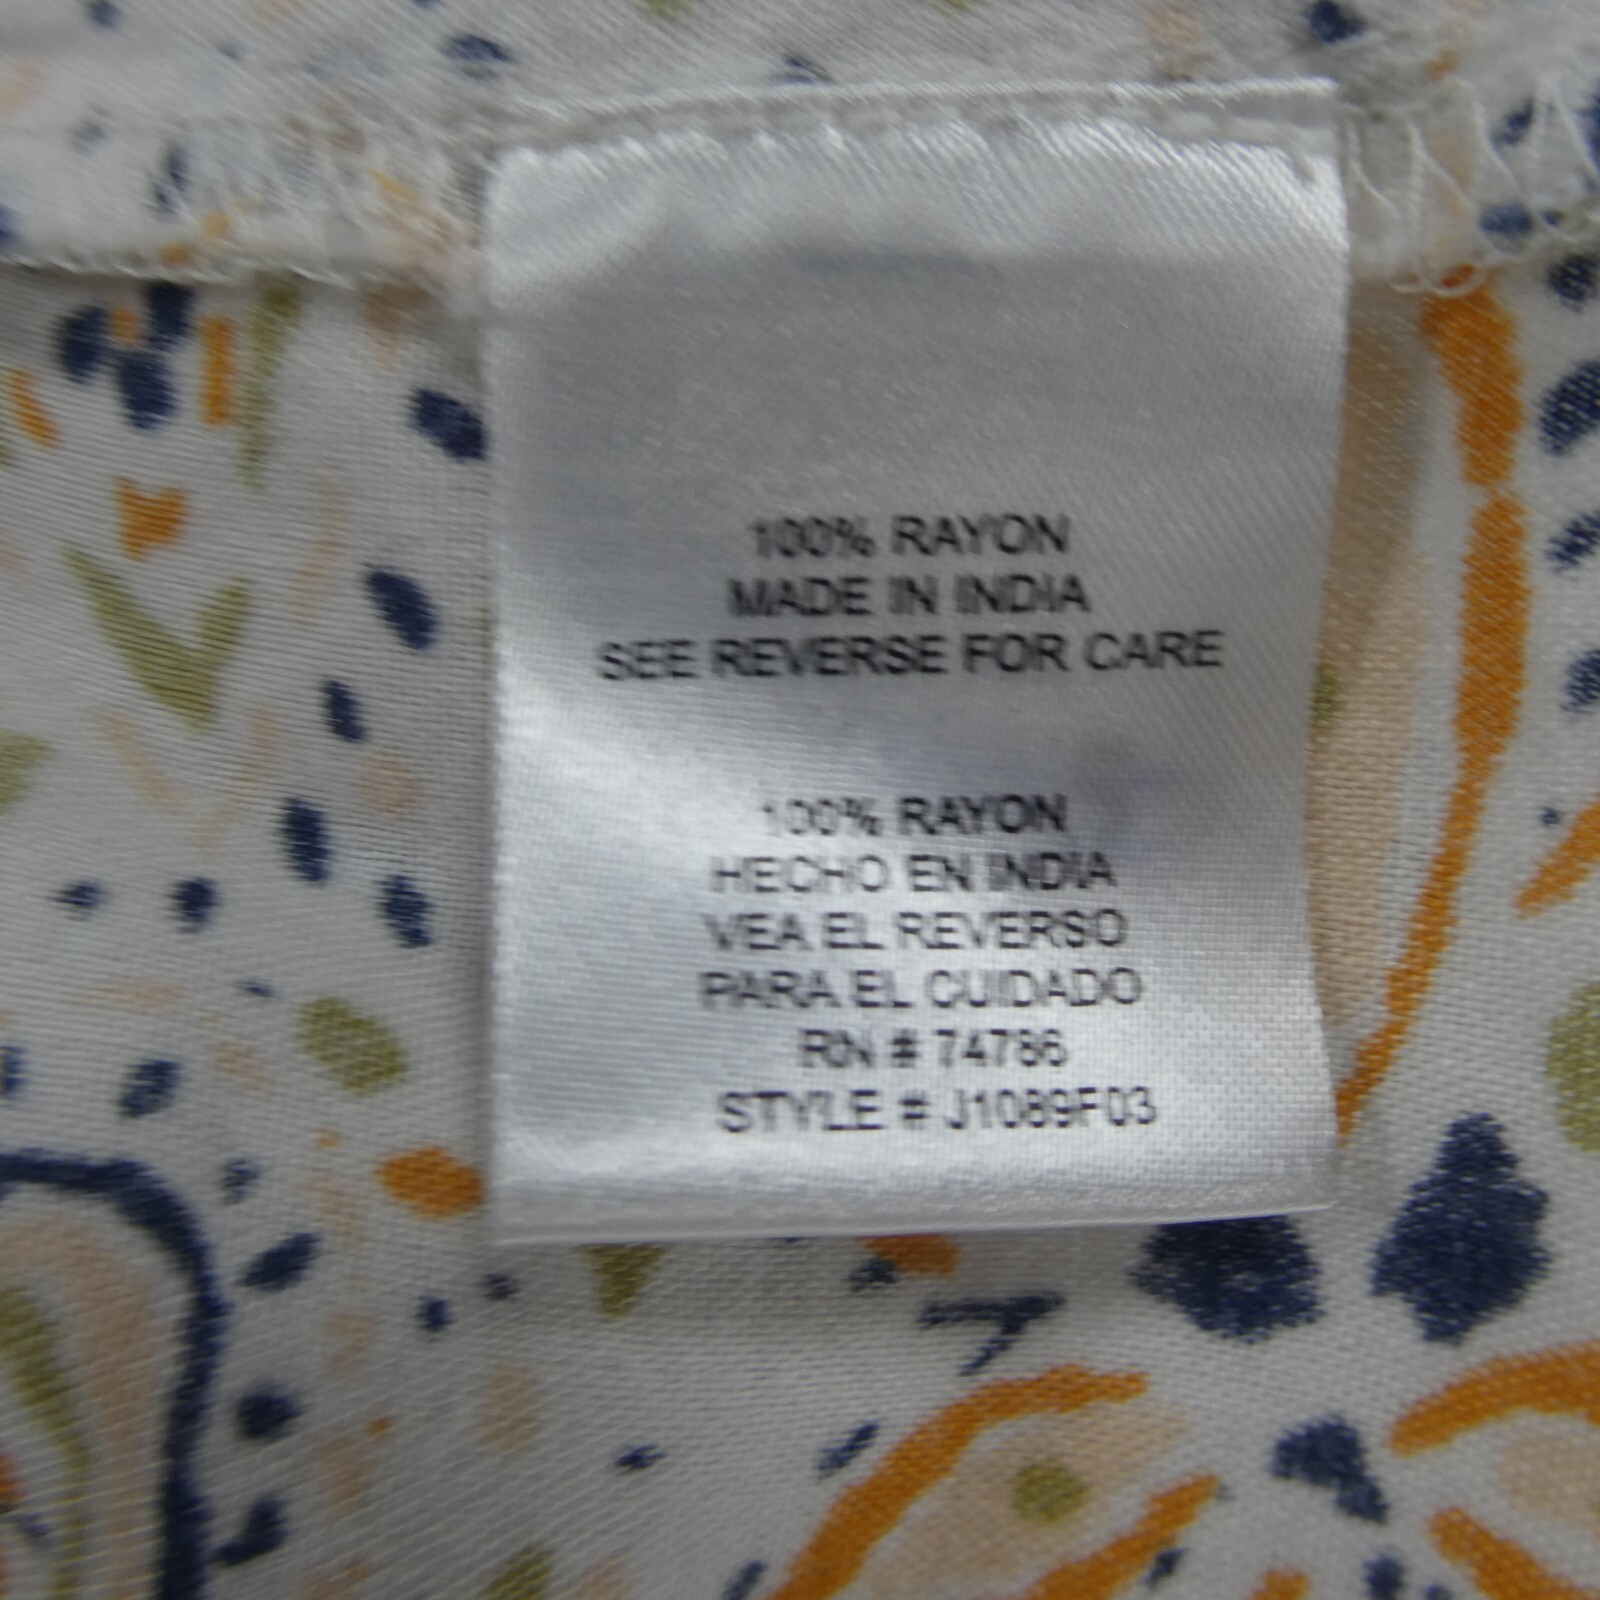 100% RAYON
MADE IN INDIA
SEE REVERSE FOR CARE
100% RAYON
HECHO EN INDIA
VEA EL REVERSO
PARA EL CUIDADO
RN # 74786
STYLE # J1089F03